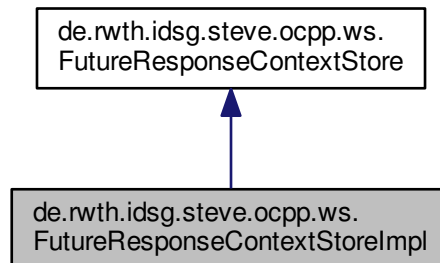 de.rwth.idsg.steve.ocpp.ws.
FutureResponseContextStore
de.rwth.idsg.steve.ocpp.ws.
FutureResponseContextStoreImpl